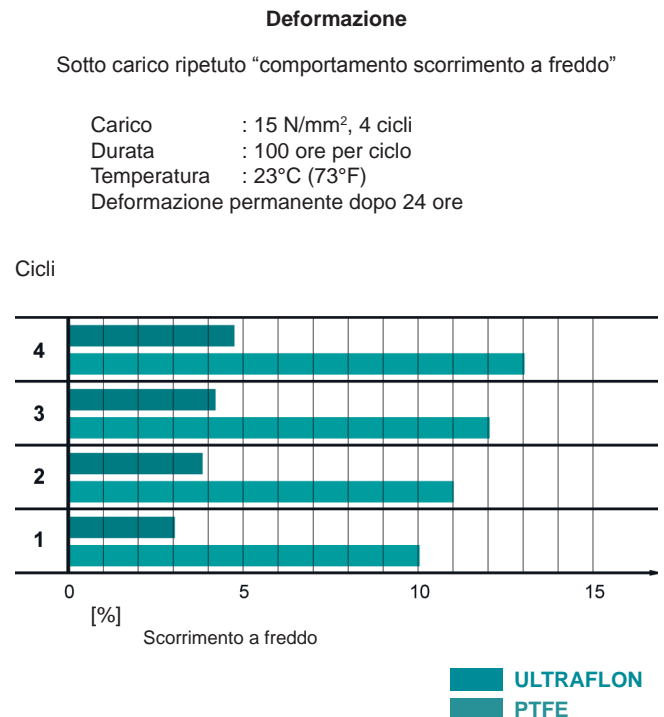 Deformazione
Sotto carico ripetuto “comportamento scorrimento a freddo”
Carico : 15 N/mm², 4 cicli
Durata : 100 ore per ciclo
Temperatura : 23°C (73°F)
Deformazione permanente dopo 24 ore
Cicli
4
3
2
1
0 5 10 15
[%]
Scorrimento a freddo
ULTRAFLON
PTFE